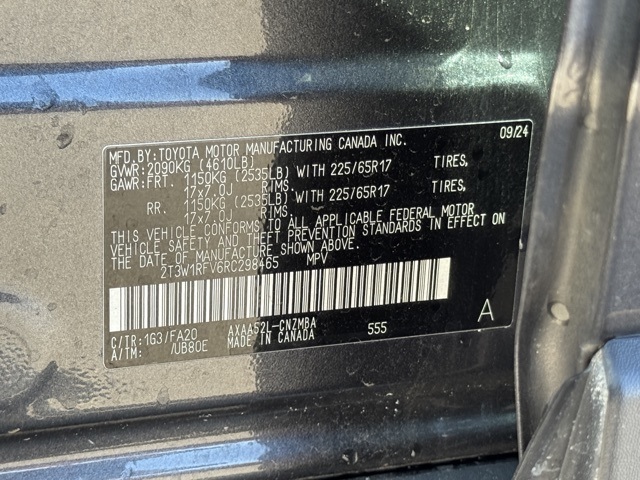 MFD.BY:TOYOTA MOTOR MANUFACTURING CANADA INC. 09/24
GVWR:2090KG (4610LB)
GAWR:FRT. 1150KG (2535LB) WITH 225/65R17 TIRES,
17x7.0J RIMS.
RR. 1150KG (2535LB) WITH 225/65R17 TIRES,
17x7.0J RIMS.
THIS VEHICLE CONFORMS TO ALL APPLICABLE FEDERAL MOTOR
VEHICLE SAFETY AND THEFT PREVENTION STANDARDS IN EFFECT ON
THE DATE OF MANUFACTURE SHOWN ABOVE.
2T3W1RFV6RC298465 MPV
A
C/TR:1G3/FA20 AXAA52L-CNZMBA 555
A/TM: /UB80E MADE IN CANADA